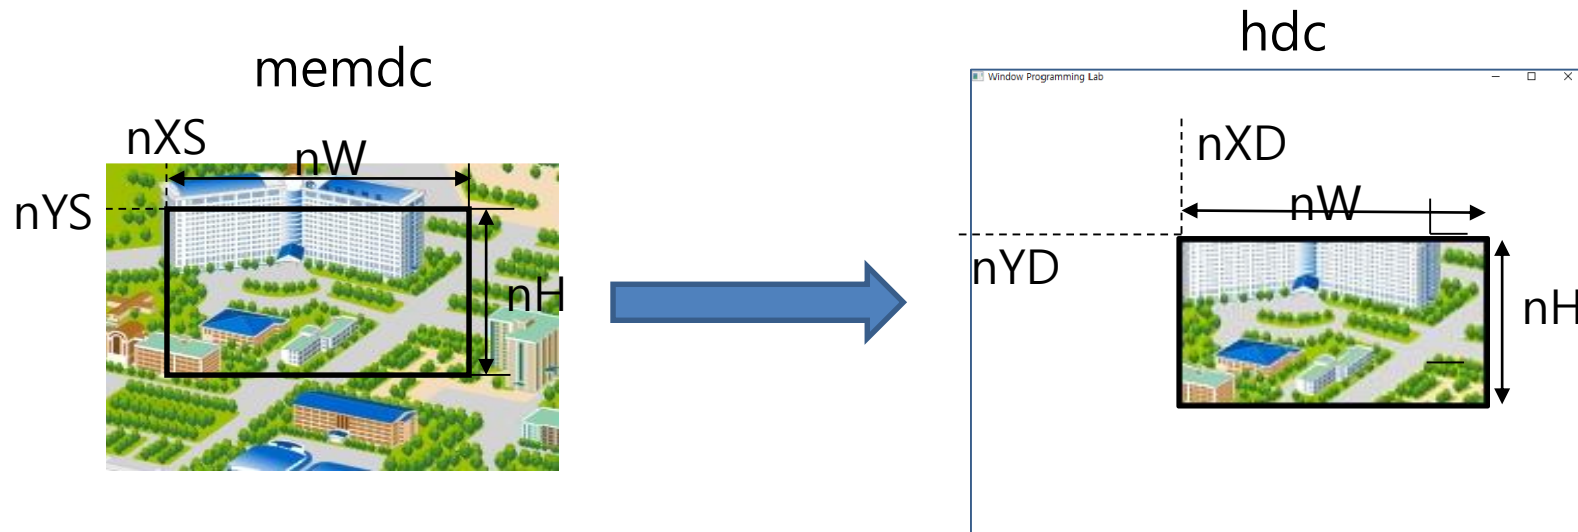 memdc
nXS
nW
nYS
nH
hdc
Window Programming Lab
nXD
nW
nYD
nH